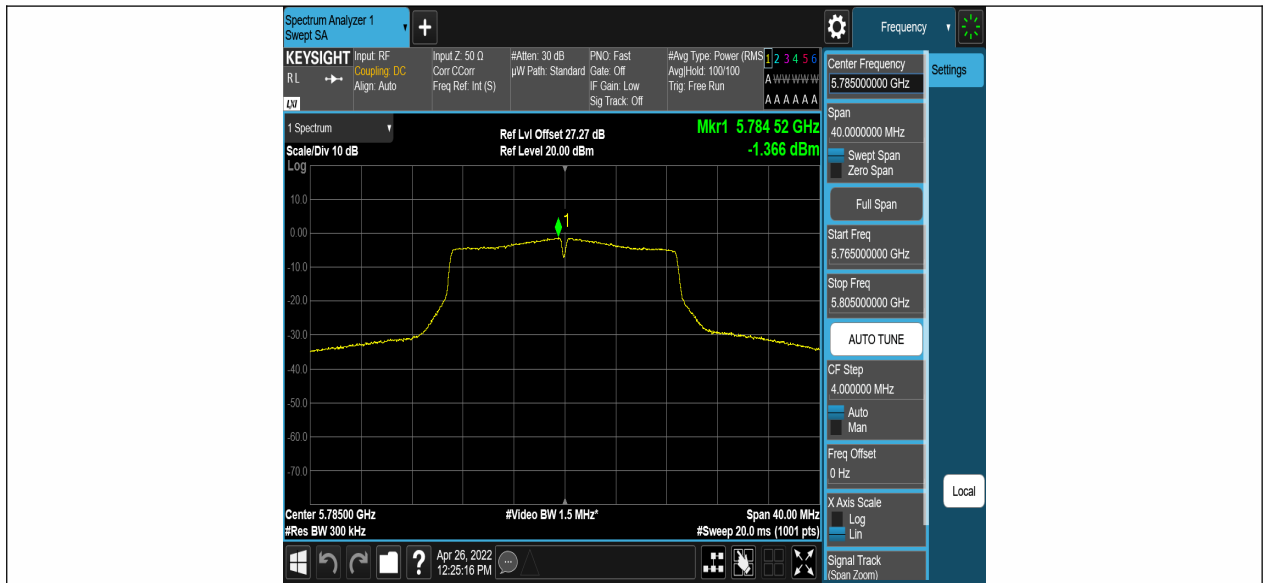 Spectrum Analyzer 1
Swept SA
+
Frequency
KEYSIGHT
RL
LXI
Input: RF
Coupling: DC
Align: Auto
Input Z: 50 Ω
Corr CCorr
Freq Ref: Int (S)
#Atten: 30 dB
µW Path: Standard
PNO: Fast
Gate: Off
IF Gain: Low
Sig Track: Off
#Avg Type: Power (RMS
Avg|Hold: 100/100
Trig: Free Run
1 2 3 4 5 6
A W W W W W
A A A A A A
1 Spectrum
Scale/Div 10 dB
Log
Ref Lvl Offset 27.27 dB
Ref Level 20.00 dBm
Mkr1 5.784 52 GHz
-1.366 dBm
10.0
0.00
-10.0
-20.0
-30.0
-40.0
-50.0
-60.0
-70.0
1
Center 5.78500 GHz
#Res BW 300 kHz
#Video BW 1.5 MHz*
Span 40.00 MHz
#Sweep 20.0 ms (1001 pts)
Center Frequency
5.785000000 GHz
Settings
Span
40.0000000 MHz
Swept Span
Zero Span
Full Span
Start Freq
5.765000000 GHz
Stop Freq
5.805000000 GHz
AUTO TUNE
CF Step
4.000000 MHz
Auto
Man
Freq Offset
0 Hz
X Axis Scale
Log
Lin
Local
Signal Track
(Span Zoom)
?
Apr 26, 2022
12:25:16 PM